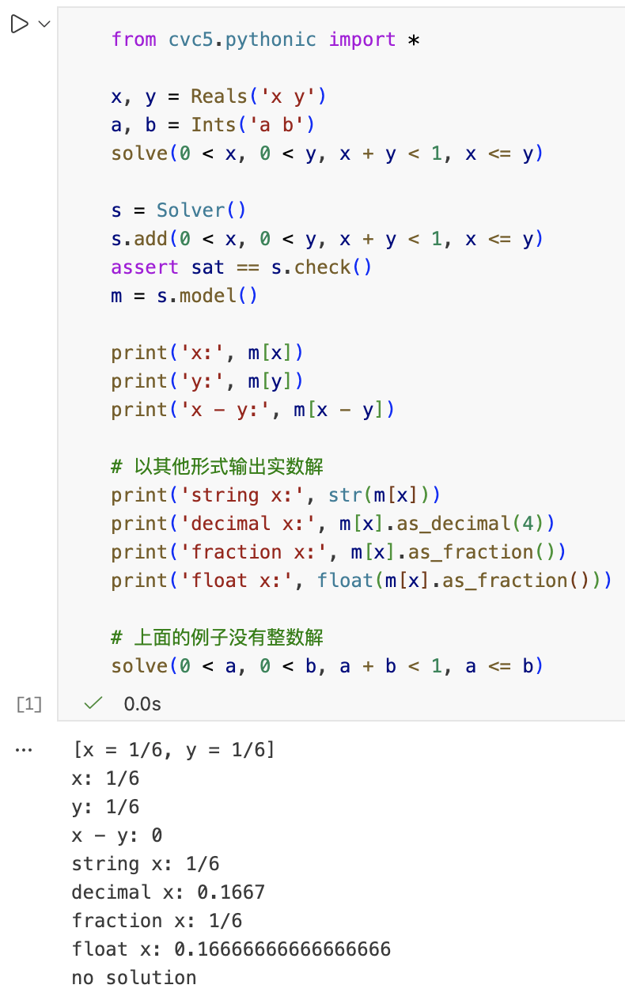 from cvc5.pythonic import *
x, y = Reals('x y')
a, b = Ints('a b')
solve(0 < x, 0 < y, x + y < 1, x <= y)
s = Solver()
s.add(0 < x, 0 < y, x + y < 1, x <= y)
assert sat == s.check()
m = s.model()
print('x:', m[x])
print('y:', m[y])
print('x - y:', m[x - y])
# 以其他形式输出实数解
print('string x:', str(m[x]))
print('decimal x:', m[x].as_decimal(4))
print('fraction x:', m[x].as_fraction())
print('float x:', float(m[x].as_fraction()))
# 上面的例子没有整数解
solve(0 < a, 0 < b, a + b < 1, a <= b)
[1] 0.0s
... [x = 1/6, y = 1/6]
x: 1/6
y: 1/6
x - y: 0
string x: 1/6
decimal x: 0.1667
fraction x: 1/6
float x: 0.16666666666666666
no solution